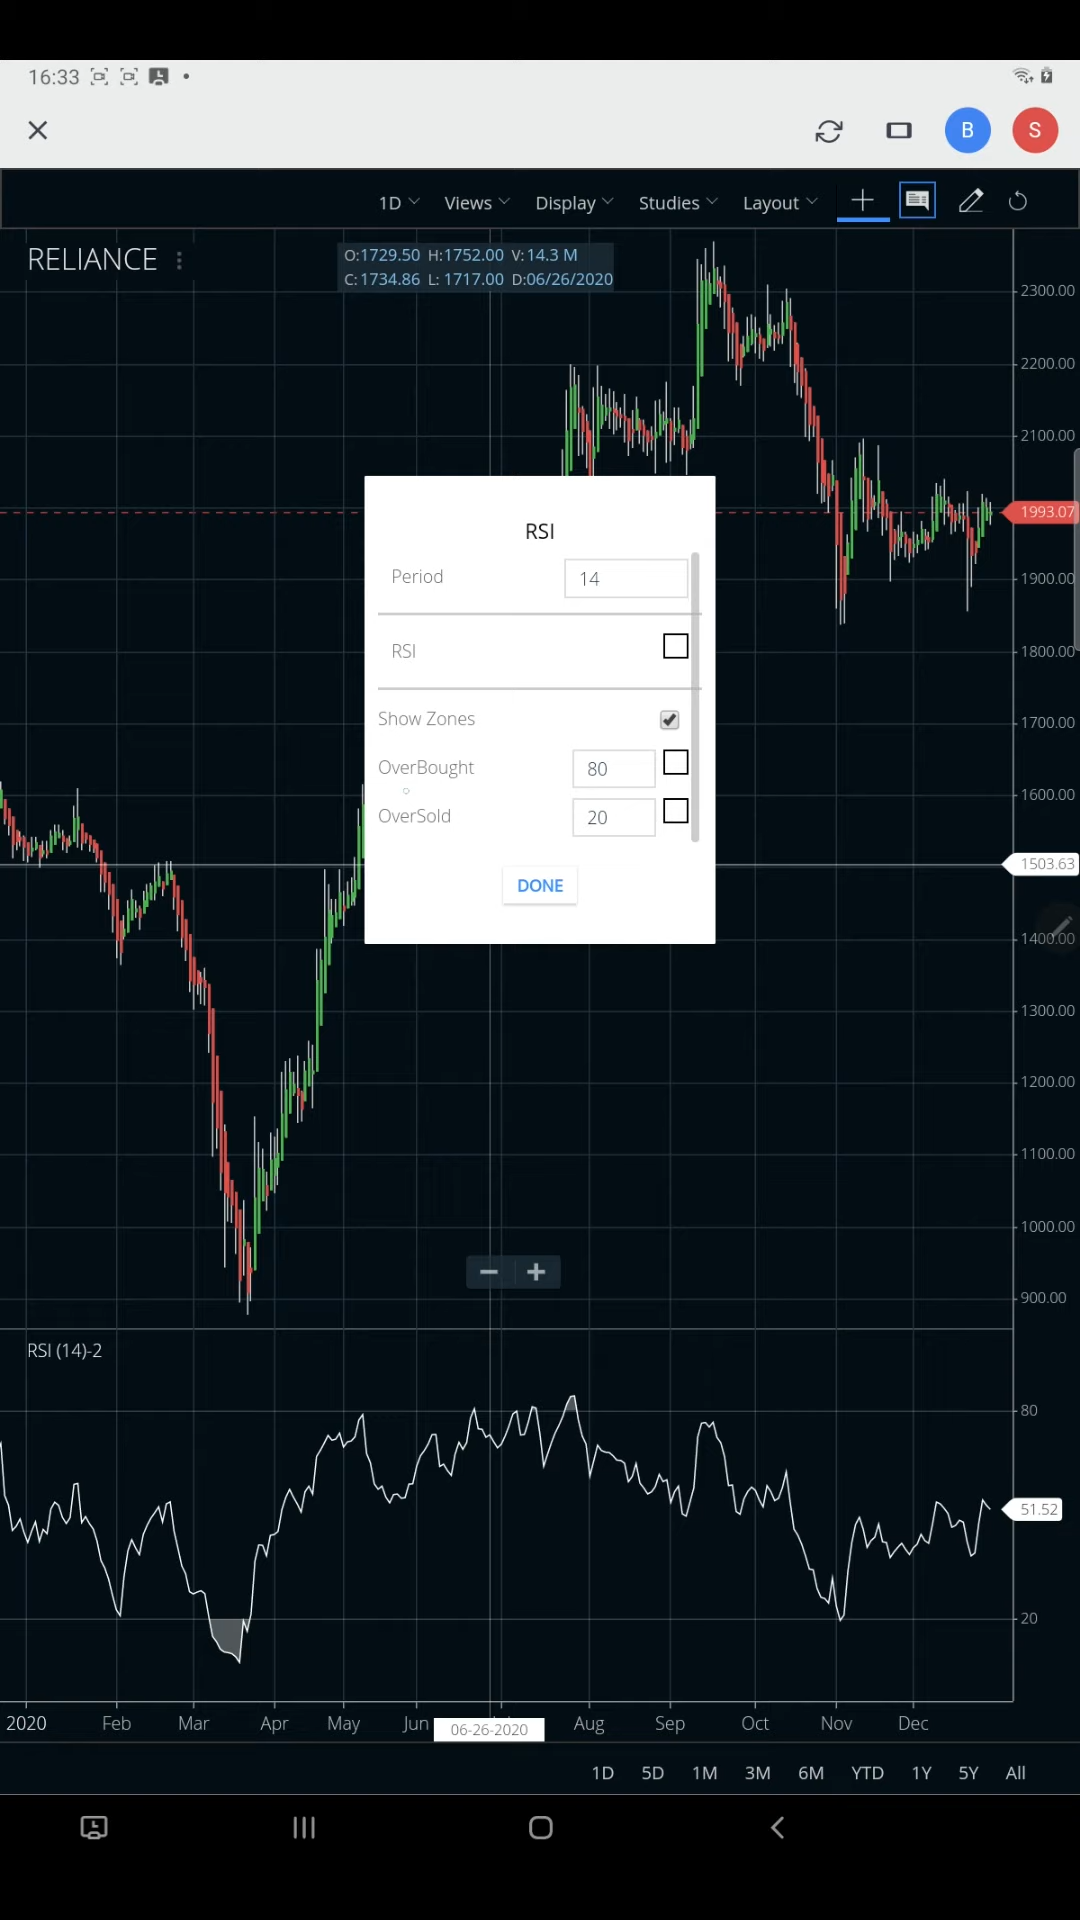 16:33
B
S
1D
Views
Display
Studies
Layout
RELIANCE
O:1729.50 H:1752.00 V:14.3 M
C:1734.86 L: 1717.00 D:06/26/2020
2300.00
2200.00
2100.00
1993.07
1900.00
1800.00
1700.00
1600.00
1503.63
1400.00
1300.00
1200.00
1100.00
1000.00
900.00
RSI
Period 14
RSI
Show Zones
OverBought 80
OverSold 20
DONE
RSI (14)-2
80
51.52
20
2020 Feb Mar Apr May Jun 06-26-2020 Aug Sep Oct Nov Dec
1D 5D 1M 3M 6M YTD 1Y 5Y All